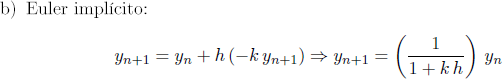 b) Euler implícito:
y_{n+1} = y_n + h (−k y_{n+1}) ⇒ y_{n+1} = (1 / (1 + k h)) y_n